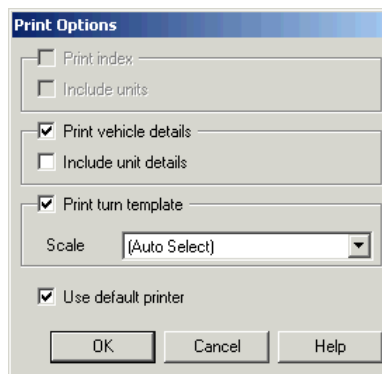 Print Options
Print index
Include units
Print vehicle details
Include unit details
Print turn template
Scale (Auto Select)
Use default printer
OK Cancel Help